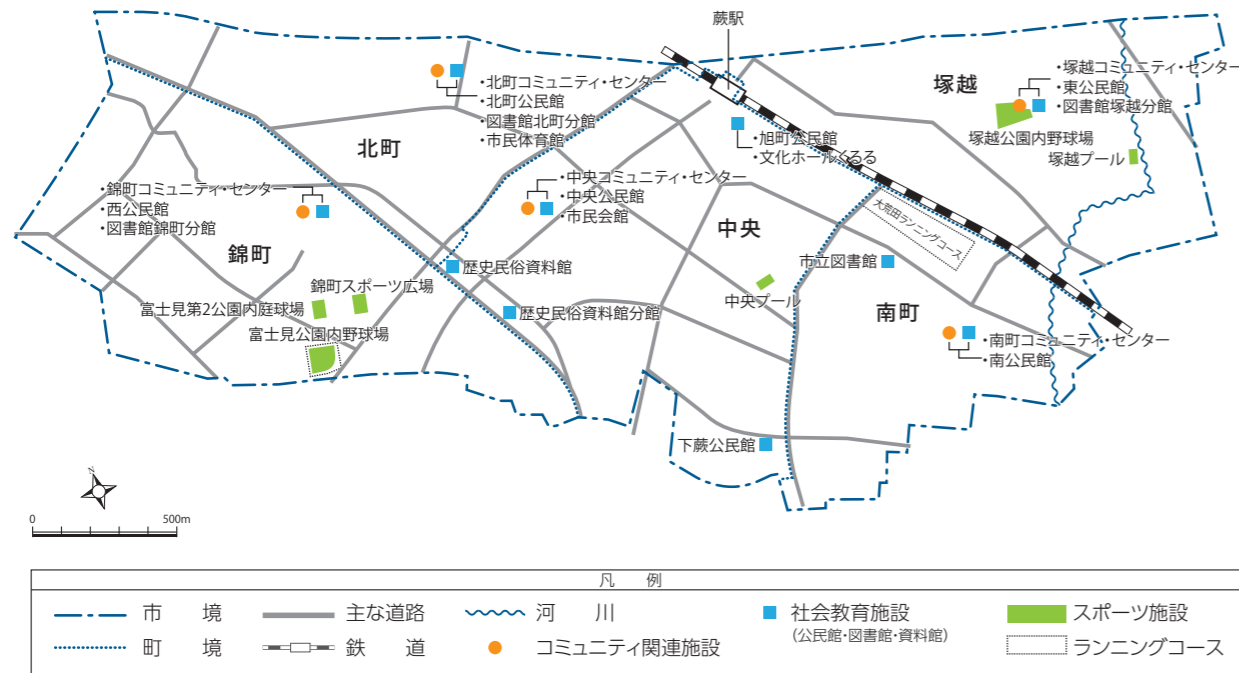 蕨駅
塚越
・塚越コミュニティ・センター
・東公民館
・図書館塚越分館
塚越公園内野球場
塚越プール
・北町コミュニティ・センター
・北町公民館
・図書館北町分館
・市民体育館
北町
・旭町公民館
・文化ホールくるる
・錦町コミュニティ・センター
・西公民館
・図書館錦町分館
錦町
・中央コミュニティ・センター
・中央公民館
・市民会館
中央
大荒田ランニングコース
歴史民俗資料館
市立図書館
錦町スポーツ広場
富士見第2公園内庭球場
富士見公園内野球場
歴史民俗資料館分館
中央プール
南町
・南町コミュニティ・センター
・南公民館
下蕨公民館
N
0 500m
凡 例
市 境
主な道路
河 川
社会教育施設
(公民館・図書館・資料館)
スポーツ施設
町 境
鉄 道
コミュニティ関連施設
ランニングコース